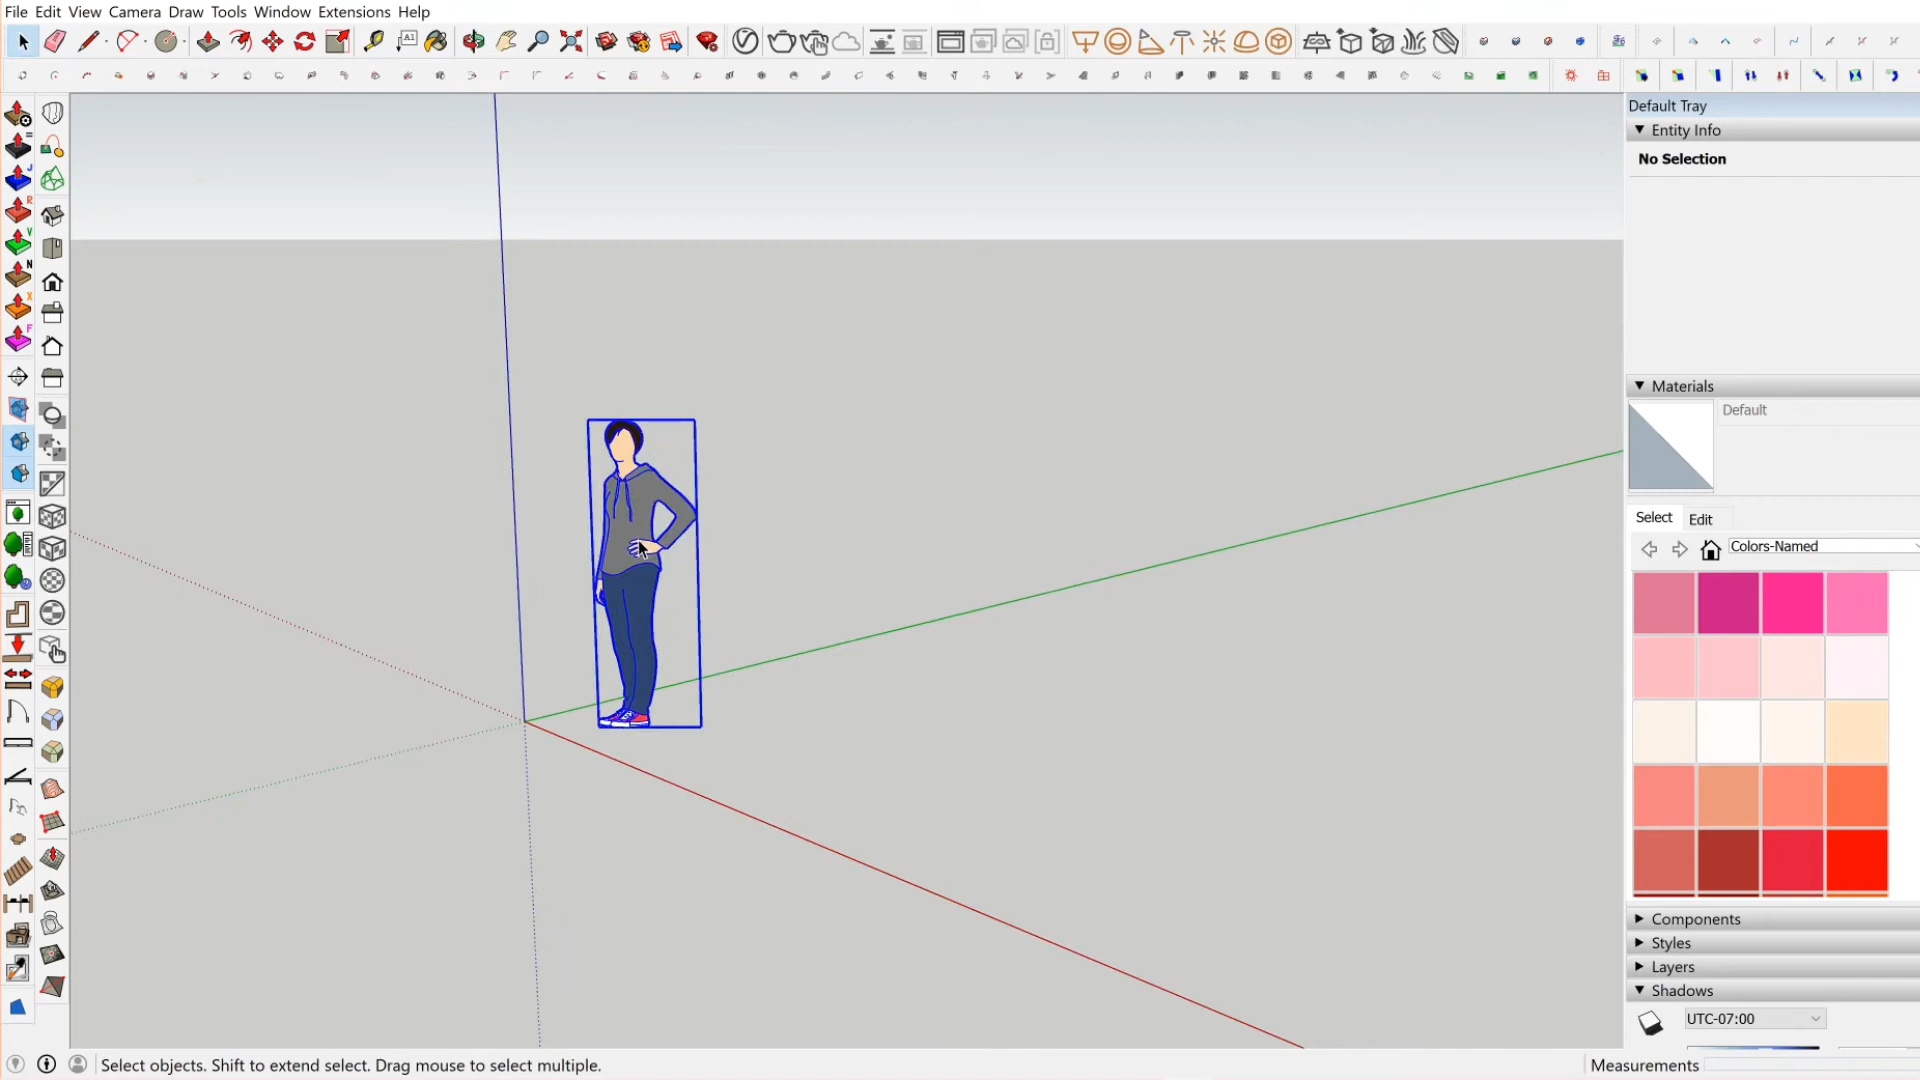 File Edit View Camera Draw Tools Window Extensions Help
A1
Default Tray
Entity Info
No Selection
=
J
R
V
N
X
F
Materials
Default
Select Edit
Colors-Named
Components
Styles
Layers
Shadows
UTC-07:00
Select objects. Shift to extend select. Drag mouse to select multiple.
Measurements